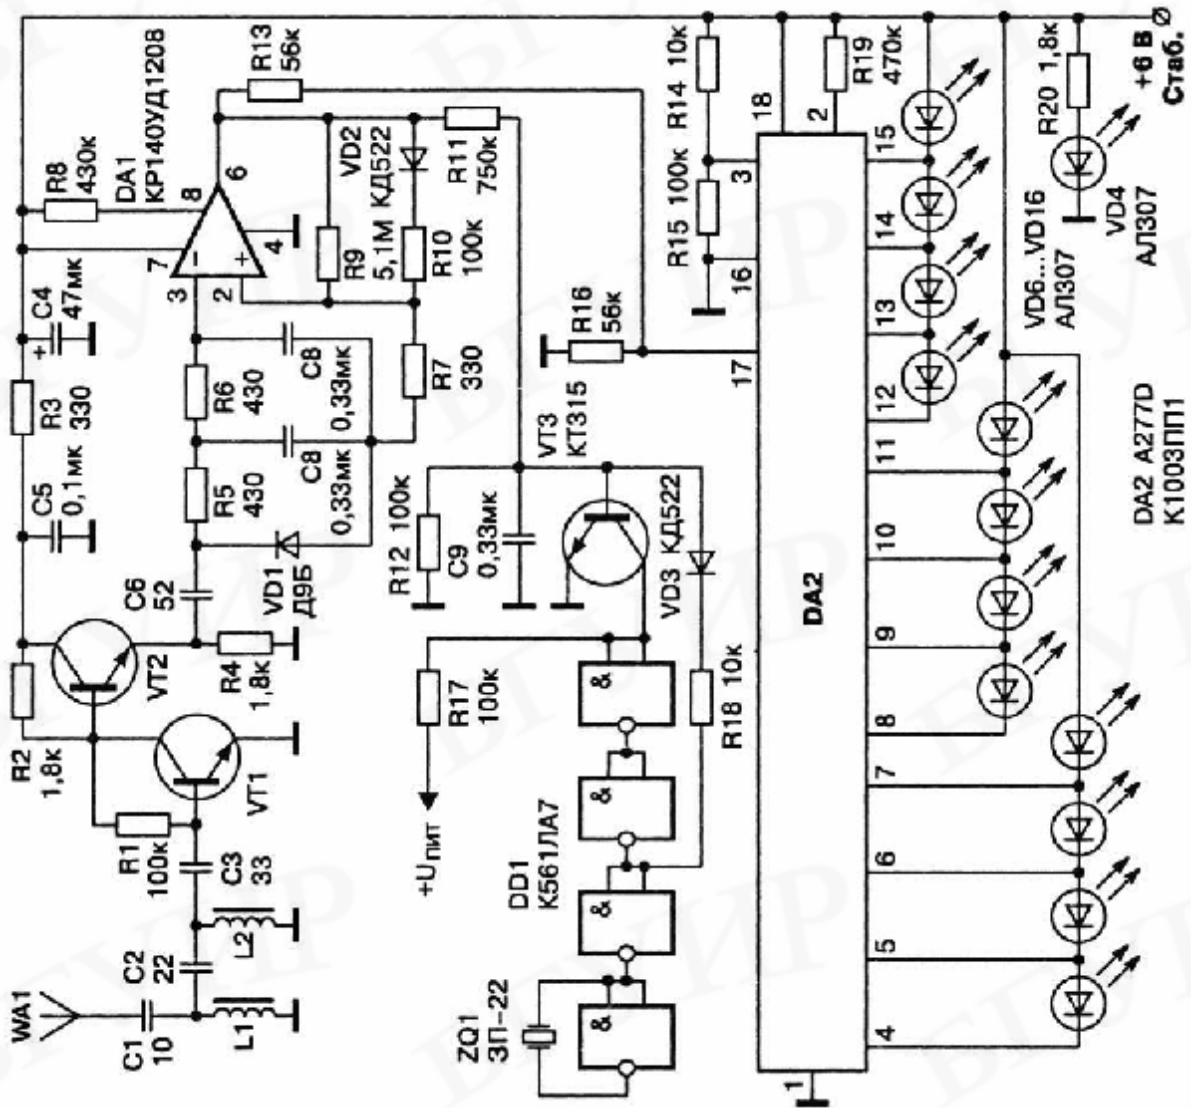 WA1
C1
10
L1
C2
22
L2
C3
33
R1
100к
VT1
R2
1,8к
VT2
R4
1,8к
C6
52
VD1
Д9Б
C5
0,1мк
R3
330
C4
47мк
+
R5
430
R6
430
C8
0,33мк
C8
0,33мк
R7
330
R8
430к
DA1
КР140УД1208
7
8
3
2
−
+
6
4
R9
5,1М
VD2
КД522
R10
100к
R11
750к
R13
56к
R12 100к
C9
0,33мк
VT3
КТ315
VD3 КД522
R16
56к
R17
100к
+Uпит
R18 10к
DD1
К561ЛА7
&
&
&
&
ZQ1
ЗП-22
R14 10к
R15 100к
R19
470к
18
2
3
16
17
1
DA2
15
14
13
12
11
10
9
8
7
6
5
4
R20 1,8к
VD4
АЛ307
VD6...VD16
АЛ307
DA2 A277D
К1003ПП1
+6 В
Стаб.
БГУИР